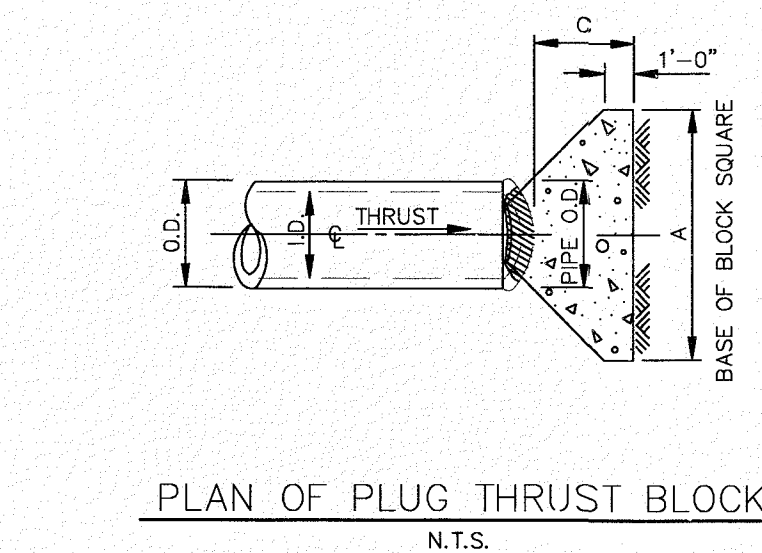 C
1'-0"
O.D.
I.D.
℄
THRUST
PIPE O.D.
A
BASE OF BLOCK SQUARE
PLAN OF PLUG THRUST BLOCK
N.T.S.